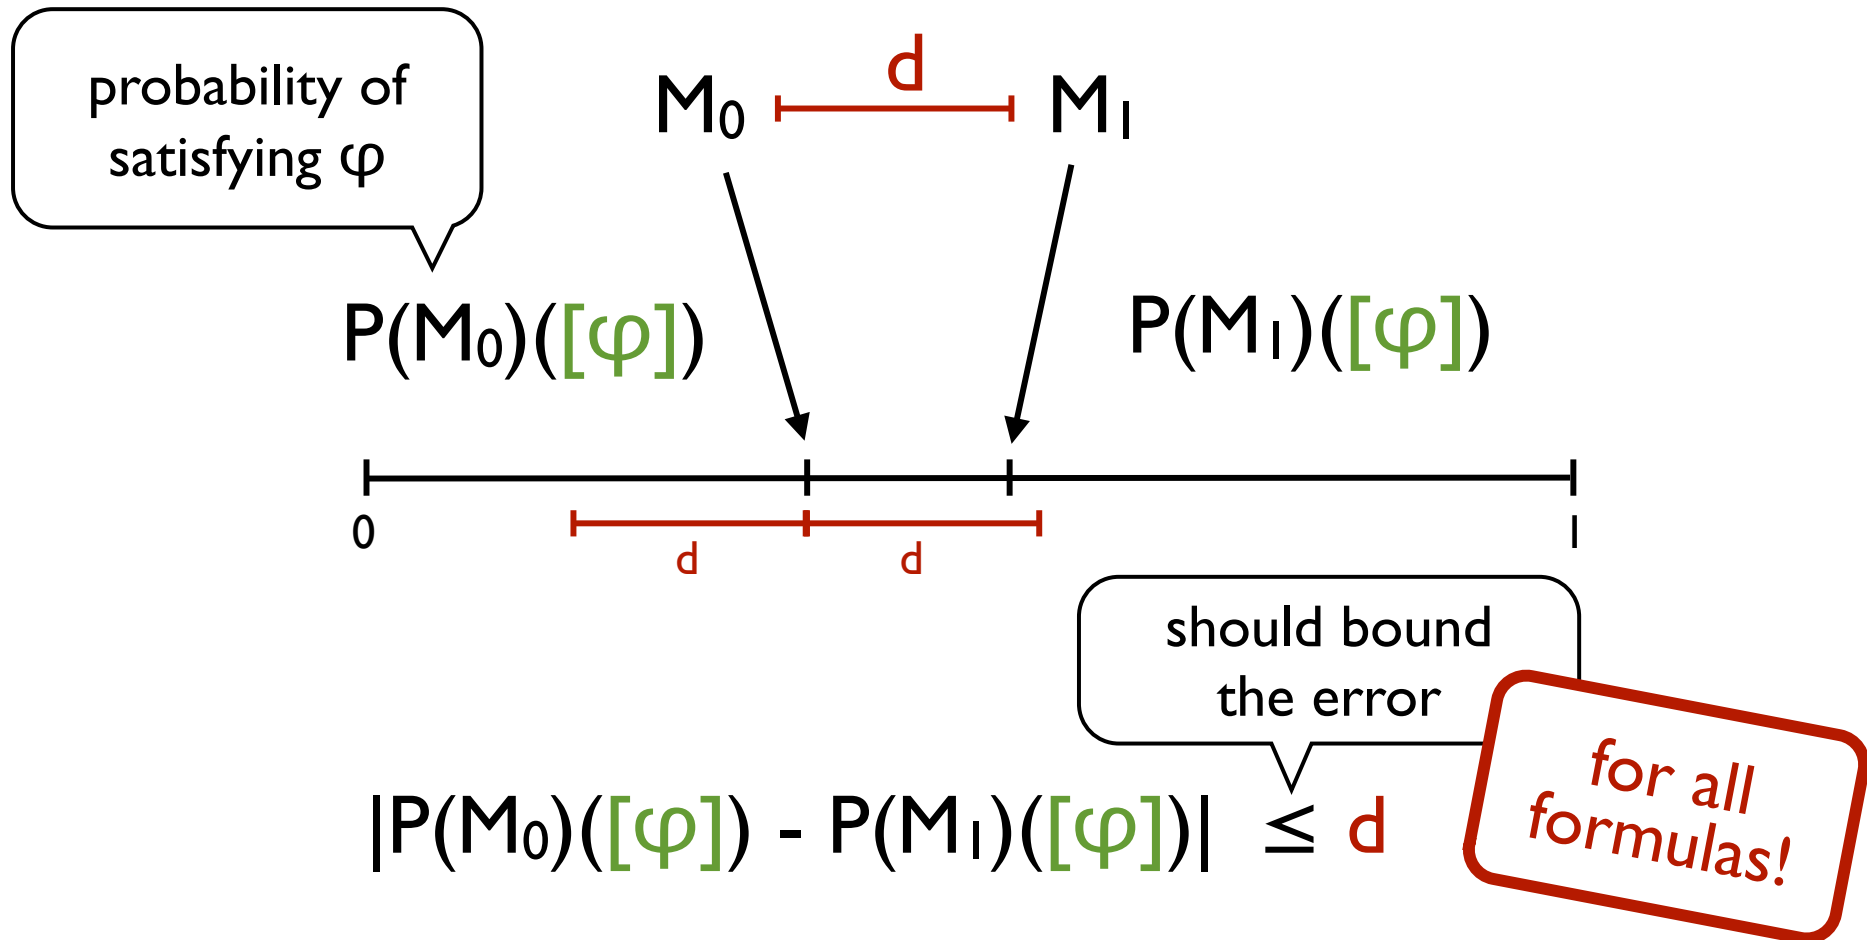 probability of
satisfying φ
M₀ d M₁
P(M₀)([φ]) P(M₁)([φ])
0 1
d d
should bound
the error
for all
formulas!
|P(M₀)([φ]) - P(M₁)([φ])| ≤ d